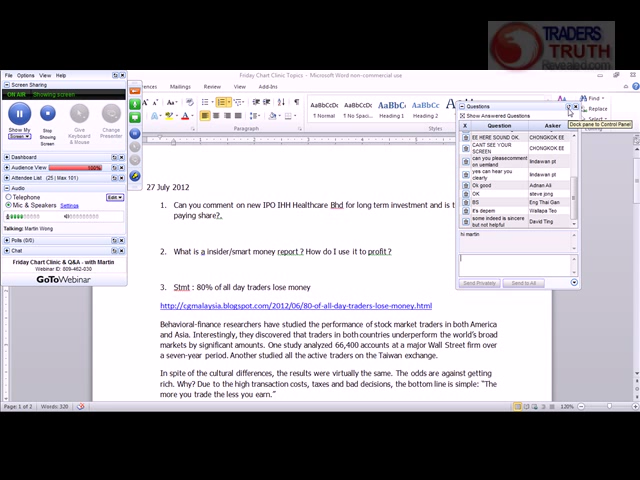 TRADERS
TRUTH
Revealed.com
Friday Chart Clinic Topics - Microsoft Word non-commercial use
File Options View Help
Screen Sharing
ON AIR Showing screen
Show My
Screen
Stop
Showing
Screen
Give
Keyboard &
Mouse
Change
Presenter
Dashboard
Audience View 100%
Attendee List (25 | Max 101)
Audio
Telephone
Mic & Speakers Settings
Edit
Talking: Martin Wong
Polls (0/0)
Chat
Friday Chart Clinic & Q&A - with Martin
Webinar ID: 809-462-030
GoToWebinar
References Mailings Review View Add-Ins
AaBbCcDc AaBbCcDc AaBbC AaBbCc
¶ Normal ¶ No Spaci... Heading 1
Font Paragraph
Find
Replace
Select
Questions
Show Answered Questions
Dock pane to Control Panel
X Question Asker
EE HERE SOUND OK CHONGKOK EE
CANT SEE YOUR SCREEN CHONGKOK EE
can you pleasecomment on uemland lindawan pt
yes can hear you clearly lindawan pt
Ok good Adnan Ali
OK steve jong
BS Eng Thai Gan
its depem Wallapa Teo
some indeed is sincere but not others David Ting
hi martin
Send Privately Send to All
27 July 2012
1. Can you comment on new IPO IHH Healthcare Bhd for long term investment and is t
paying share?.
2. What is a insider/smart money report ? How do I use it to profit ?
3. Stmt : 80% of all day traders lose money
http://cgmalaysia.blogspot.com/2012/06/80-of-all-day-traders-lose-money.html
Behavioral-finance researchers have studied the performance of stock market traders in both America
and Asia. Interestingly, they discovered that traders in both countries underperform the world's broad
markets by significant amounts. One study analyzed 66,400 accounts at a major Wall Street firm over
a seven-year period. Another studied all the active traders on the Taiwan exchange.
In spite of the cultural differences, the results were virtually the same. The odds are against getting
rich. Why? Due to the high transaction costs, taxes and bad decisions, the bottom line is simple: "The
more you trade the less you earn."
Page: 1 of 2 Words: 320
120%